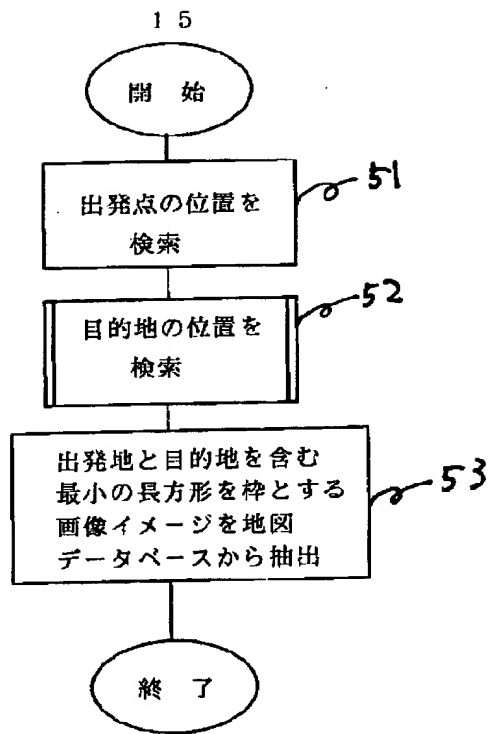 15
開始
出発点の位置を
検索
51
目的地の位置を
検索
52
出発地と目的地を含む
最小の長方形を枠とする
画像イメージを地図
データベースから抽出
53
終了